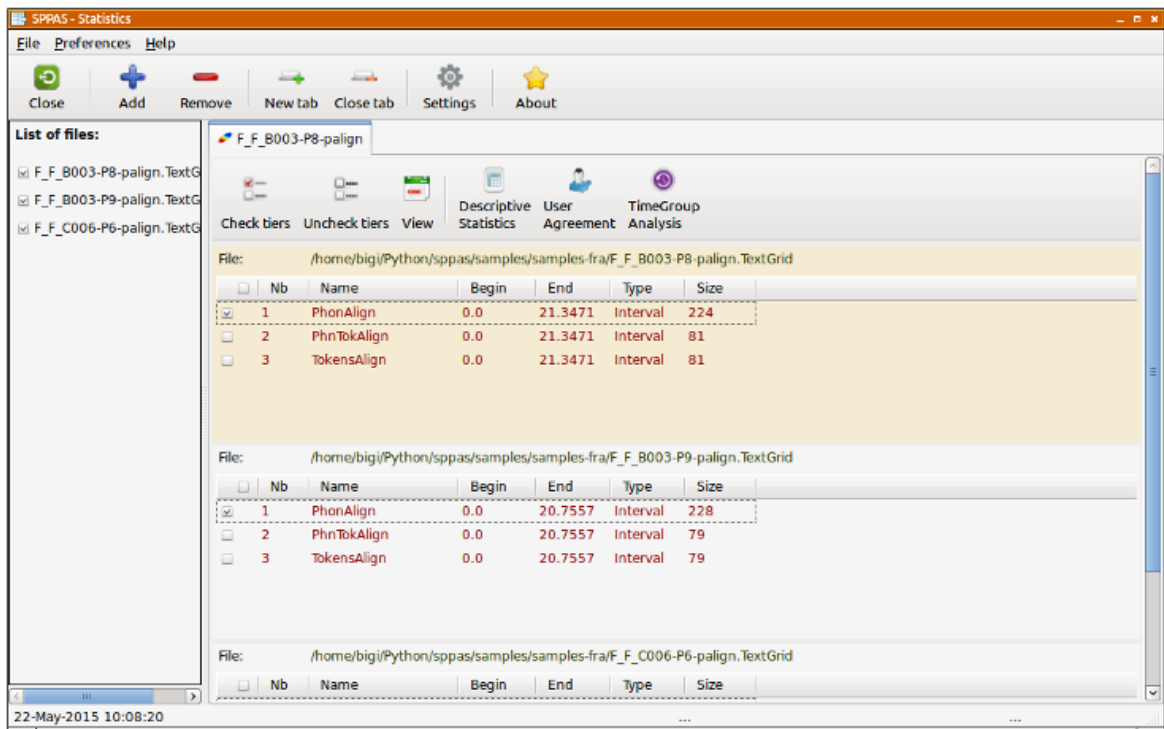 SPPAS - Statistics
File Preferences Help
Close Add Remove New tab Close tab Settings About
List of files:
F_F_B003-P8-palign.TextG
F_F_B003-P9-palign.TextG
F_F_C006-P6-palign.TextG
F_F_B003-P8-palign
Check tiers Uncheck tiers View Descriptive Statistics User Agreement TimeGroup Analysis
File: /home/bigi/Python/sppas/samples/samples-fra/F_F_B003-P8-palign.TextGrid
Nb Name Begin End Type Size
1 PhonAlign 0.0 21.3471 Interval 224
2 PhnTokAlign 0.0 21.3471 Interval 81
3 TokensAlign 0.0 21.3471 Interval 81
File: /home/bigi/Python/sppas/samples/samples-fra/F_F_B003-P9-palign.TextGrid
Nb Name Begin End Type Size
1 PhonAlign 0.0 20.7557 Interval 228
2 PhnTokAlign 0.0 20.7557 Interval 79
3 TokensAlign 0.0 20.7557 Interval 79
File: /home/bigi/Python/sppas/samples/samples-fra/F_F_C006-P6-palign.TextGrid
Nb Name Begin End Type Size
22-May-2015 10:08:20 ... ...